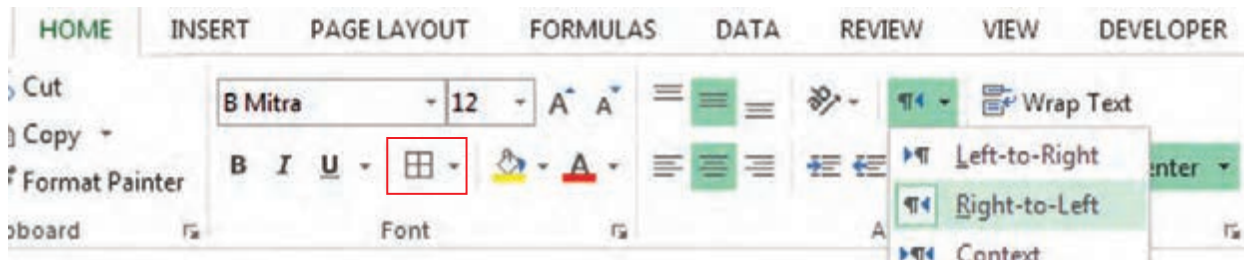 HOME INSERT PAGE LAYOUT FORMULAS DATA REVIEW VIEW DEVELOPER
Cut
B Mitra 12 A A Wrap Text
Copy
Left-to-Right
Format Painter B I U A
Right-to-Left
Font
Context